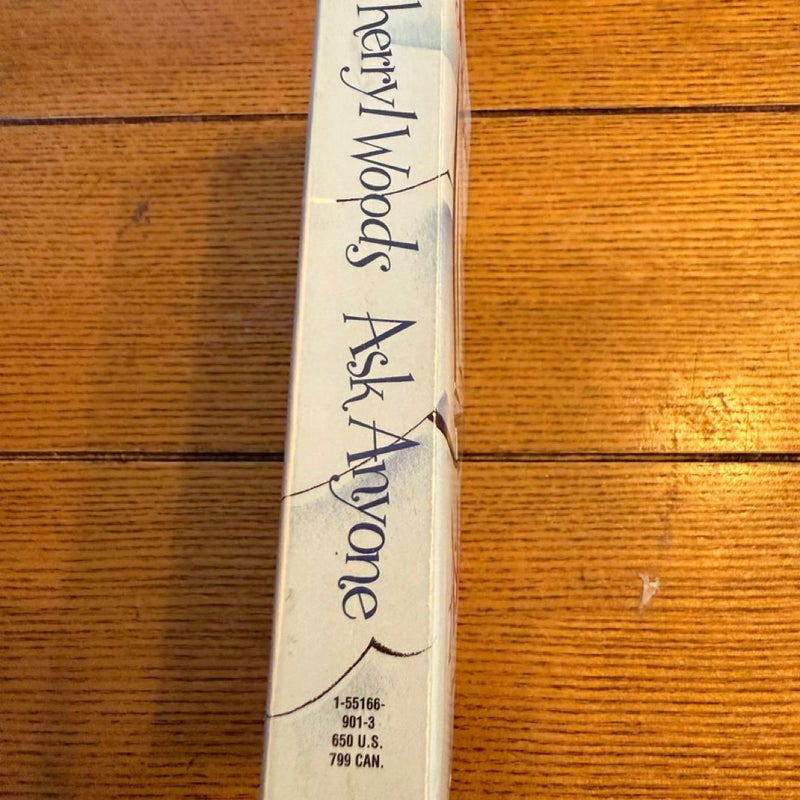 herryl Woods Ask Anyone
1-55166-
901-3
650 U.S.
799 CAN.